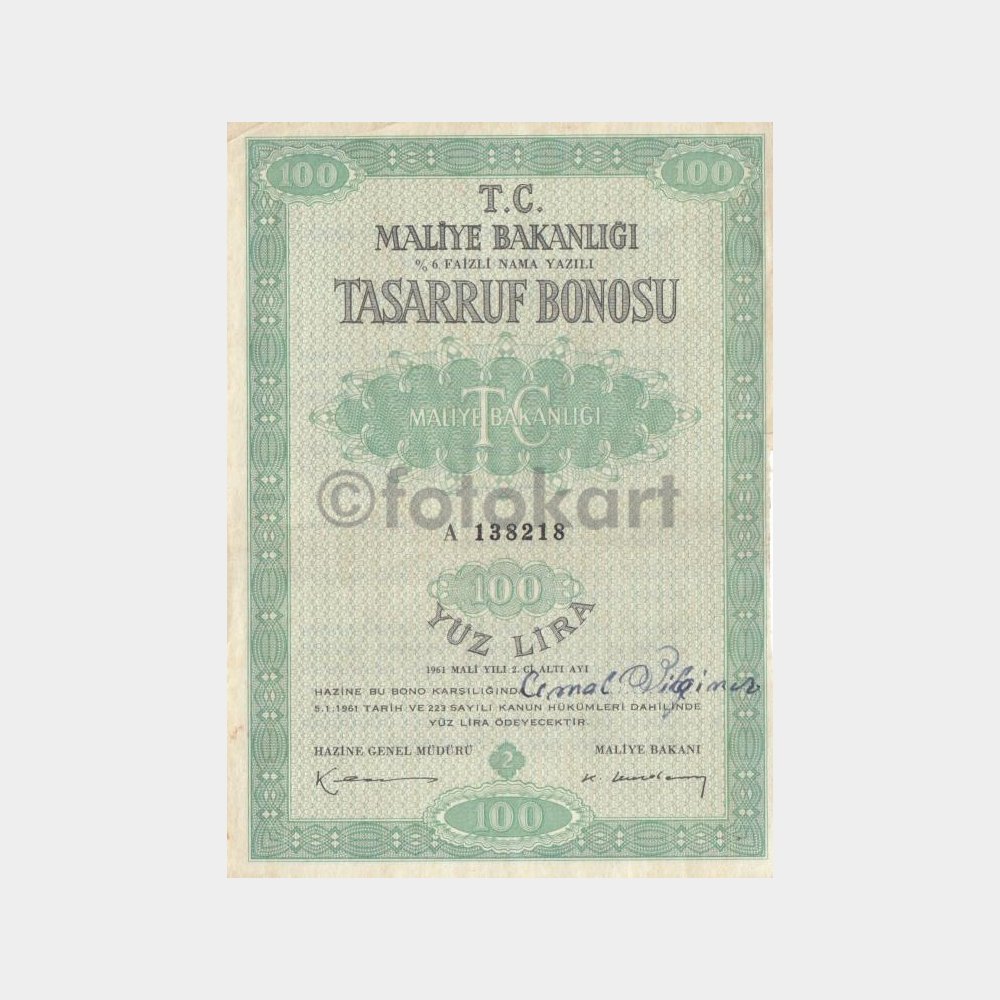 100 100
T.C.
MALİYE BAKANLIĞI
% 6 FAİZLİ NAMA YAZILI
TASARRUF BONOSU
T C
MALİYE BAKANLIĞI
©fotokart
A 138218
100
YÜZ LİRA
1961 MALİ YILI 2. Cİ ALTI AYI
HAZİNE BU BONO KARŞILIĞIND Cemal
5.1.1961 TARİH VE 223 SAYILI KANUN HÜKÜMLERİ DAHİLİNDE
YÜZ LİRA ÖDEYECEKTİR.
HAZİNE GENEL MÜDÜRÜ 2 MALİYE BAKANI
100